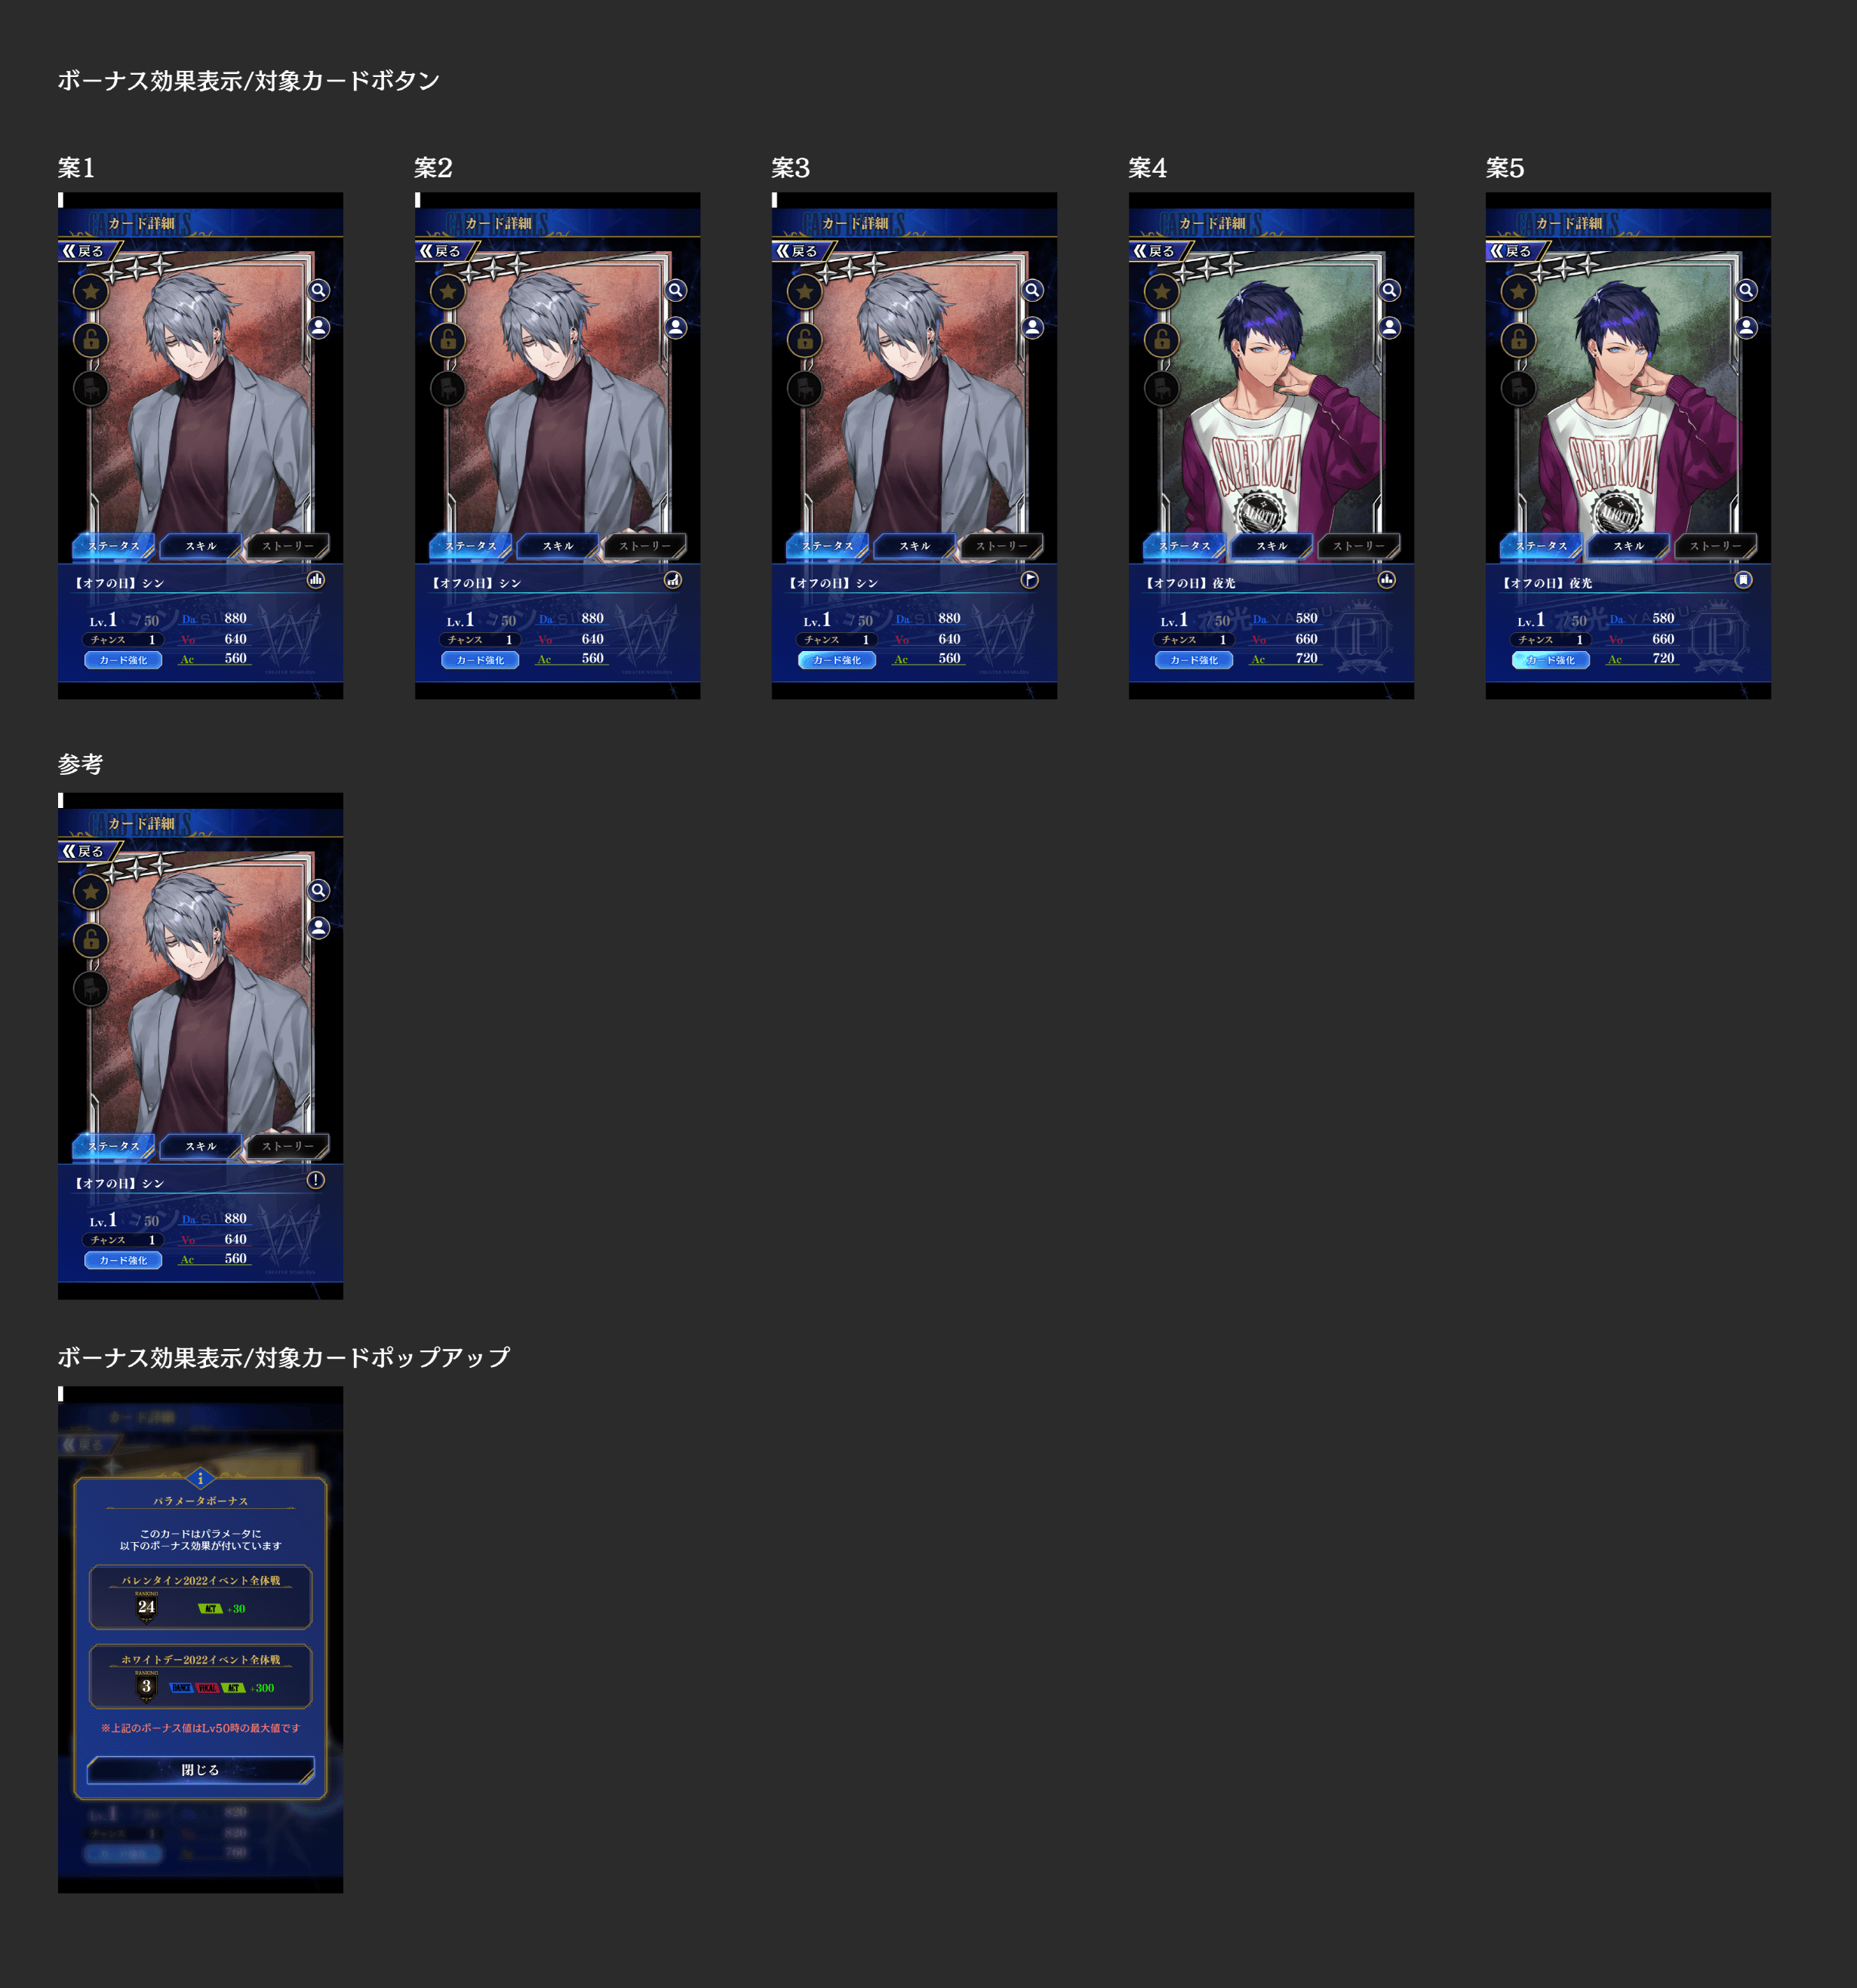 ボーナス効果表示/対象カードボタン
案1
案2
案3
案4
案5
カード詳細
戻る
ステータス
スキル
ストーリー
【オフの日】シン
Lv.1 / 50
Da 880
チャンス 1
Vo 640
カード強化
Ac 560
カード詳細
戻る
ステータス
スキル
ストーリー
【オフの日】シン
Lv.1 / 50
Da 880
チャンス 1
Vo 640
カード強化
Ac 560
カード詳細
戻る
ステータス
スキル
ストーリー
【オフの日】シン
Lv.1 / 50
Da 880
チャンス 1
Vo 640
カード強化
Ac 560
カード詳細
戻る
SUPERNOVA
ALIOTH
ステータス
スキル
ストーリー
【オフの日】夜光
Lv.1 / 50
Da 580
チャンス 1
Vo 660
カード強化
Ac 720
カード詳細
戻る
SUPERNOVA
ALIOTH
ステータス
スキル
ストーリー
【オフの日】夜光
Lv.1 / 50
Da 580
チャンス 1
Vo 660
カード強化
Ac 720
参考
カード詳細
戻る
ステータス
スキル
ストーリー
【オフの日】シン
Lv.1 / 50
Da 880
チャンス 1
Vo 640
カード強化
Ac 560
ボーナス効果表示/対象カードポップアップ
カード詳細
戻る
i
パラメータボーナス
このカードはパラメータに
以下のボーナス効果が付いています
バレンタイン2022イベント全体戦
RANKING
24
ACT +30
ホワイトデー2022イベント全体戦
RANKING
3
DANCE VOCAL ACT +300
※上記のボーナス値はLv50時の最大値です
閉じる
Lv.1 / 50
820
チャンス 1
820
カード強化
760